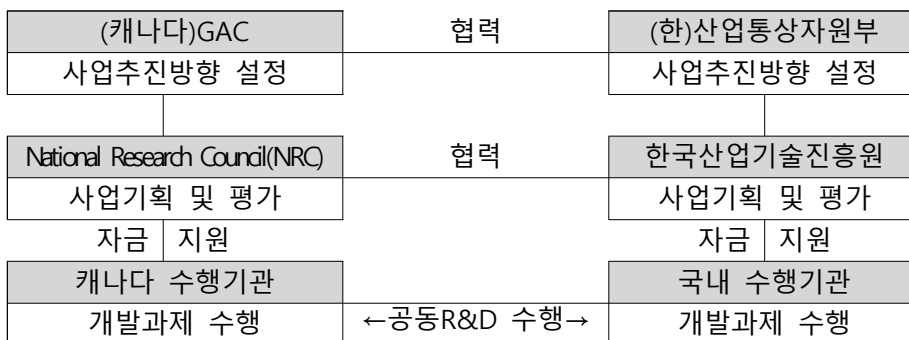 (캐나다)GAC 협력 (한)산업통상자원부
사업추진방향 설정 사업추진방향 설정
National Research Council(NRC) 협력 한국산업기술진흥원
사업기획 및 평가 사업기획 및 평가
자금 지원 자금 지원
캐나다 수행기관 국내 수행기관
개발과제 수행 ←공동R&D 수행→ 개발과제 수행